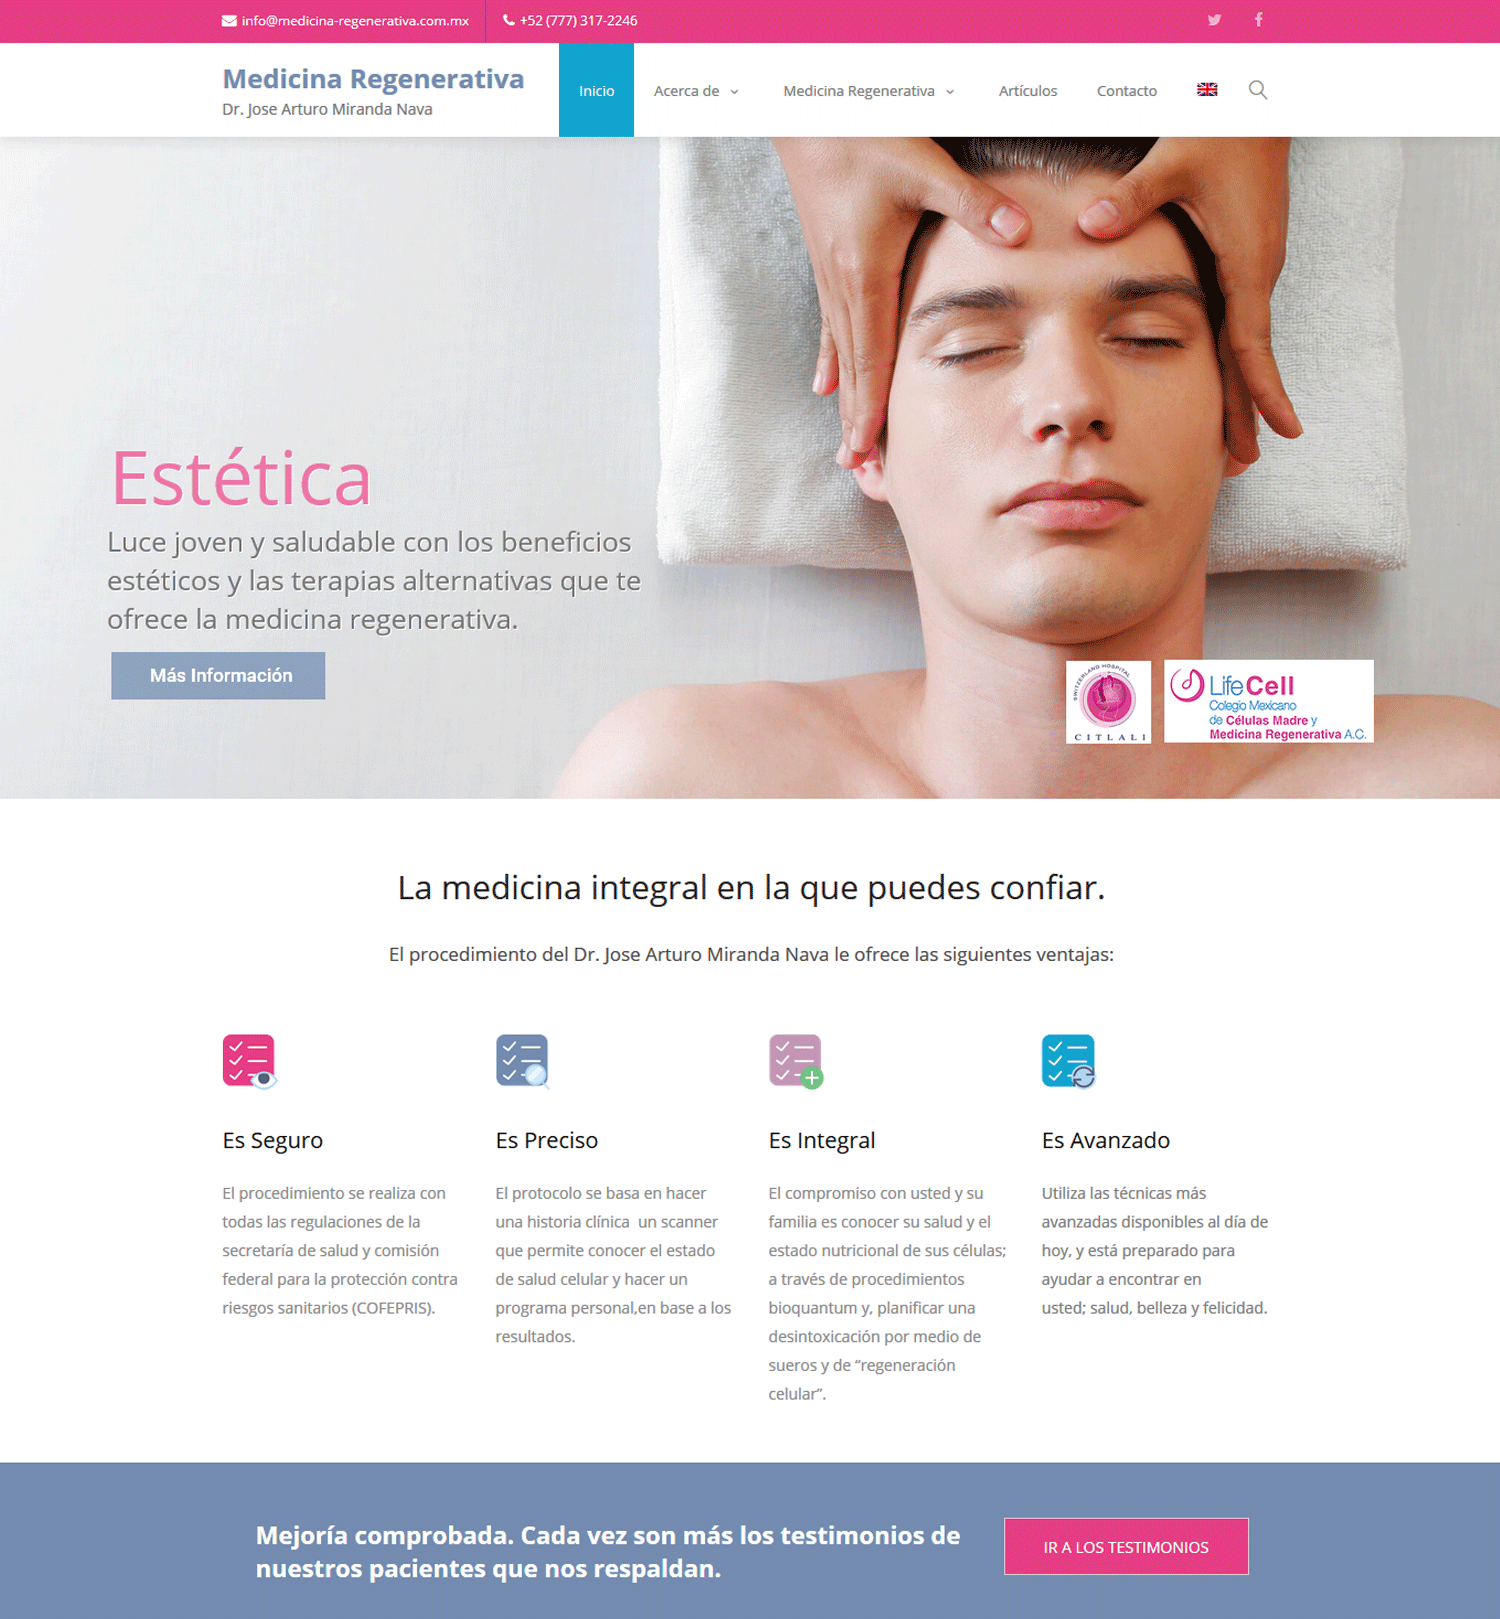 info@medicina-regenerativa.com.mx
+52 (777) 317-2246
Medicina Regenerativa
Dr. Jose Arturo Miranda Nava
Inicio
Acerca de
Medicina Regenerativa
Artículos
Contacto
Estética
Luce joven y saludable con los beneficios
estéticos y las terapias alternativas que te
ofrece la medicina regenerativa.
Más Información
SWITZERLAND HOSPITAL
CITLALI
LifeCell
Colegio Mexicano
de Células Madre y
Medicina Regenerativa A.C.
La medicina integral en la que puedes confiar.
El procedimiento del Dr. Jose Arturo Miranda Nava le ofrece las siguientes ventajas:
Es Seguro
El procedimiento se realiza con
todas las regulaciones de la
secretaría de salud y comisión
federal para la protección contra
riesgos sanitarios (COFEPRIS).
Es Preciso
El protocolo se basa en hacer
una historia clínica  un scanner
que permite conocer el estado
de salud celular y hacer un
programa personal,en base a los
resultados.
Es Integral
El compromiso con usted y su
familia es conocer su salud y el
estado nutricional de sus células;
a través de procedimientos
bioquantum y, planificar una
desintoxicación por medio de
sueros y de “regeneración
celular”.
Es Avanzado
Utiliza las técnicas más
avanzadas disponibles al día de
hoy, y está preparado para
ayudar a encontrar en
usted; salud, belleza y felicidad.
Mejoría comprobada. Cada vez son más los testimonios de
nuestros pacientes que nos respaldan.
IR A LOS TESTIMONIOS